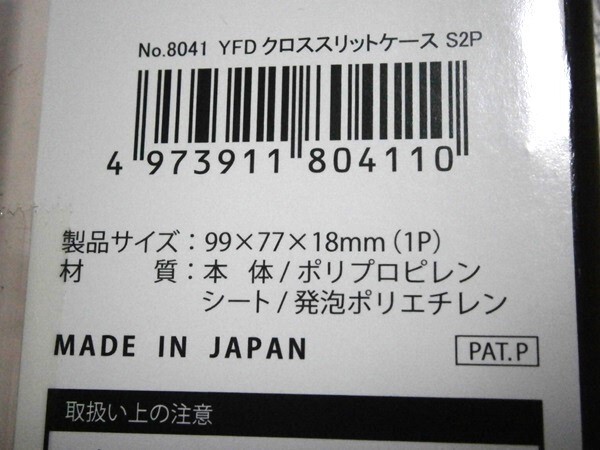 No.8041 YFD クロススリットケース S2P
4 973911 804110
製品サイズ：99×77×18mm（1P）
材　　質：本 体/ポリプロピレン
シート/発泡ポリエチレン
MADE IN JAPAN
PAT.P
取扱い上の注意